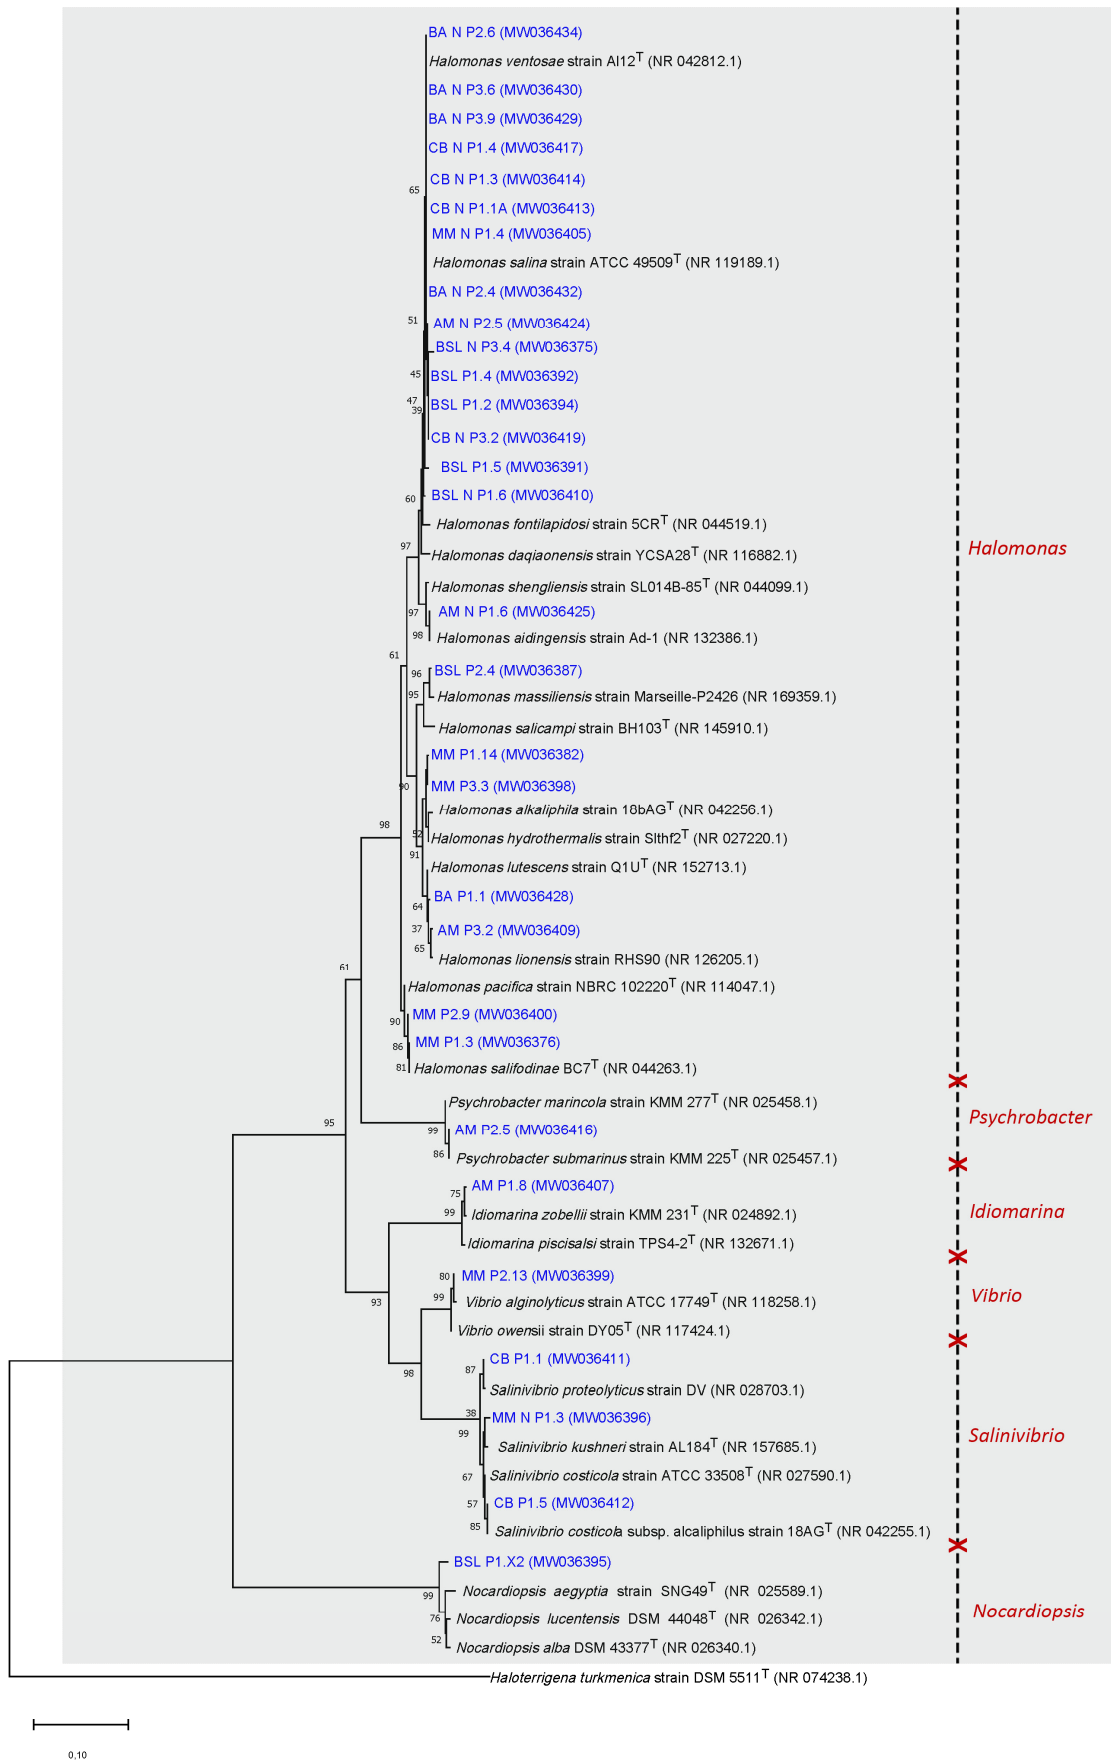 BA N P2.6 (MW036434)
Halomonas ventosae strain Al12T (NR 042812.1)
BA N P3.6 (MW036430)
BA N P3.9 (MW036429)
CB N P1.4 (MW036417)
CB N P1.3 (MW036414)
65
CB N P1.1A (MW036413)
MM N P1.4 (MW036405)
Halomonas salina strain ATCC 49509T (NR 119189.1)
BA N P2.4 (MW036432)
51
AM N P2.5 (MW036424)
BSL N P3.4 (MW036375)
45
BSL P1.4 (MW036392)
47
BSL P1.2 (MW036394)
39
CB N P3.2 (MW036419)
BSL P1.5 (MW036391)
60
BSL N P1.6 (MW036410)
Halomonas fontilapidosi strain 5CRT (NR 044519.1)
97
Halomonas daqiaonensis strain YCSA28T (NR 116882.1)
Halomonas
Halomonas shengliensis strain SL014B-85T (NR 044099.1)
97
AM N P1.6 (MW036425)
98
Halomonas aidingensis strain Ad-1 (NR 132386.1)
61
96
BSL P2.4 (MW036387)
95
Halomonas massiliensis strain Marseille-P2426 (NR 169359.1)
Halomonas salicampi strain BH103T (NR 145910.1)
MM P1.14 (MW036382)
90
MM P3.3 (MW036398)
Halomonas alkaliphila strain 18bAGT (NR 042256.1)
98
52
Halomonas hydrothermalis strain Slthf2T (NR 027220.1)
91
Halomonas lutescens strain Q1UT (NR 152713.1)
64
BA P1.1 (MW036428)
37
AM P3.2 (MW036409)
65
Halomonas lionensis strain RHS90 (NR 126205.1)
61
Halomonas pacifica strain NBRC 102220T (NR 114047.1)
90
MM P2.9 (MW036400)
86
MM P1.3 (MW036376)
81
Halomonas salifodinae BC7T (NR 044263.1)
Psychrobacter marincola strain KMM 277T (NR 025458.1)
Psychrobacter
95
99
AM P2.5 (MW036416)
86
Psychrobacter submarinus strain KMM 225T (NR 025457.1)
75
AM P1.8 (MW036407)
99
Idiomarina zobellii strain KMM 231T (NR 024892.1)
Idiomarina
Idiomarina piscisalsi strain TPS4-2T (NR 132671.1)
80
MM P2.13 (MW036399)
93
99
Vibrio alginolyticus strain ATCC 17749T (NR 118258.1)
Vibrio
Vibrio owensii strain DY05T (NR 117424.1)
98
87
CB P1.1 (MW036411)
Salinivibrio proteolyticus strain DV (NR 028703.1)
38
MM N P1.3 (MW036396)
99
Salinivibrio kushneri strain AL184T (NR 157685.1)
Salinivibrio
67
Salinivibrio costicola strain ATCC 33508T (NR 027590.1)
57
CB P1.5 (MW036412)
85
Salinivibrio costicola subsp. alcaliphilus strain 18AGT (NR 042255.1)
BSL P1.X2 (MW036395)
99
Nocardiopsis aegyptia strain SNG49T (NR 025589.1)
Nocardiopsis
76
Nocardiopsis lucentensis DSM 44048T (NR 026342.1)
52
Nocardiopsis alba DSM 43377T (NR 026340.1)
Haloterrigena turkmenica strain DSM 5511T (NR 074238.1)
0,10